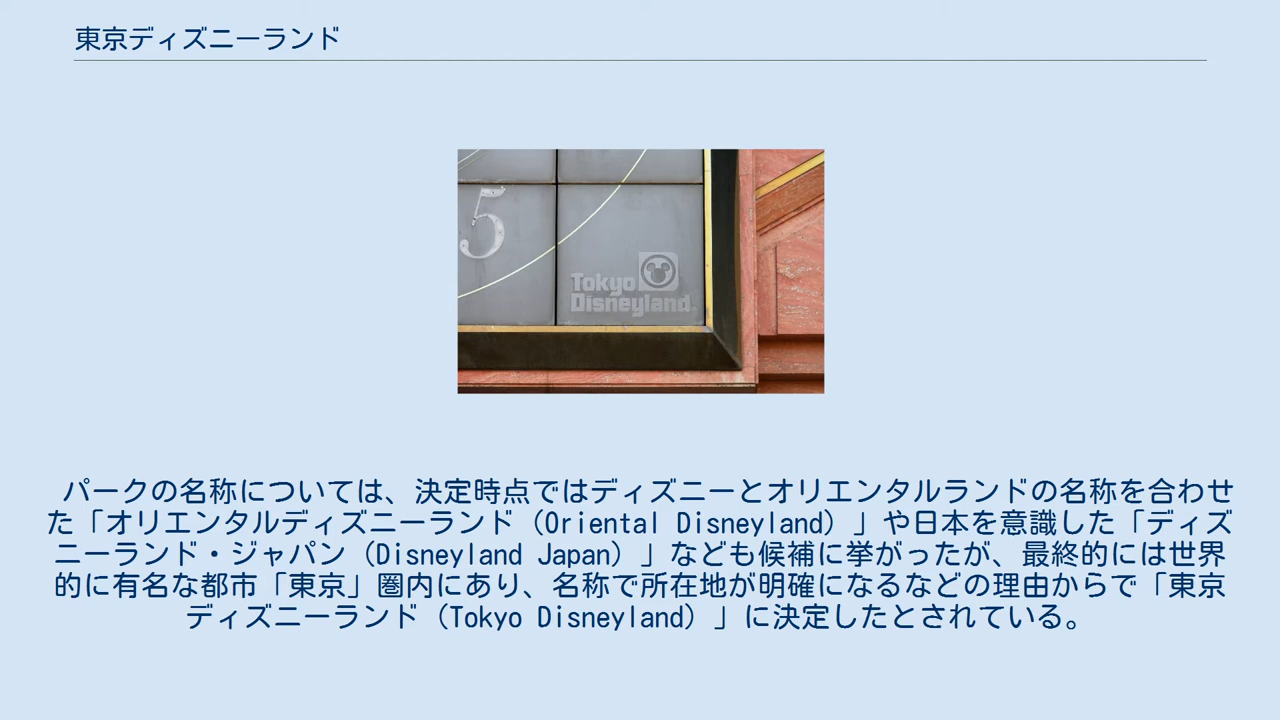 東京ディズニーランド
5
Tokyo
Disneyland
パークの名称については、決定時点ではディズニーとオリエンタルランドの名称を合わせ
た「オリエンタルディズニーランド（Oriental Disneyland）」や日本を意識した「ディズ
ニーランド・ジャパン（Disneyland Japan）」なども候補に挙がったが、最終的には世界
的に有名な都市「東京」圏内にあり、名称で所在地が明確になるなどの理由からで「東京
ディズニーランド（Tokyo Disneyland）」に決定したとされている。